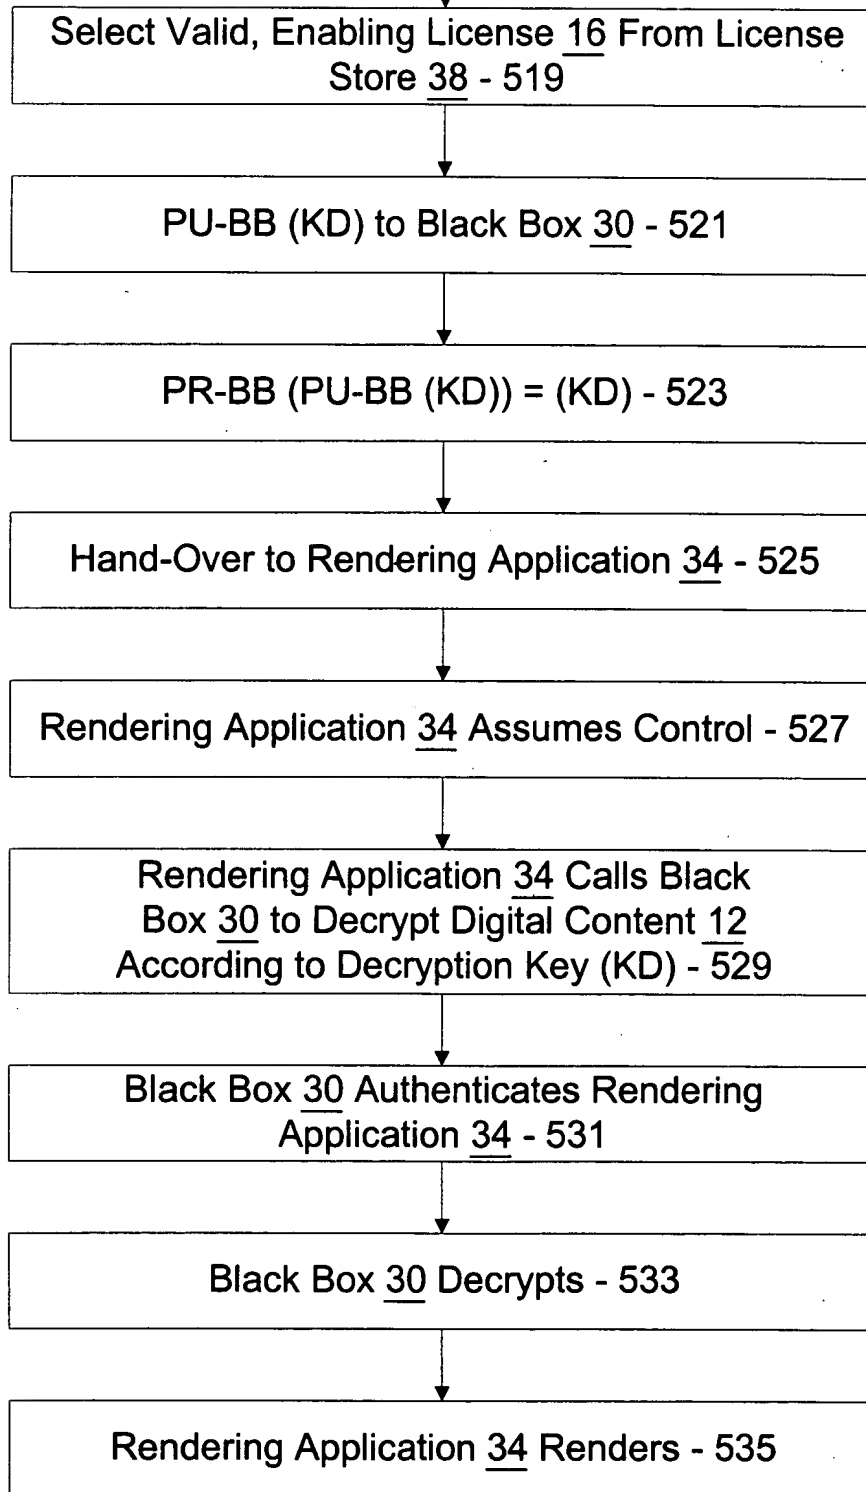 Select Valid, Enabling License 16 From License
Store 38 - 519
PU-BB (KD) to Black Box 30 - 521
PR-BB (PU-BB (KD)) = (KD) - 523
Hand-Over to Rendering Application 34 - 525
Rendering Application 34 Assumes Control - 527
Rendering Application 34 Calls Black
Box 30 to Decrypt Digital Content 12
According to Decryption Key (KD) - 529
Black Box 30 Authenticates Rendering
Application 34 - 531
Black Box 30 Decrypts - 533
Rendering Application 34 Renders - 535